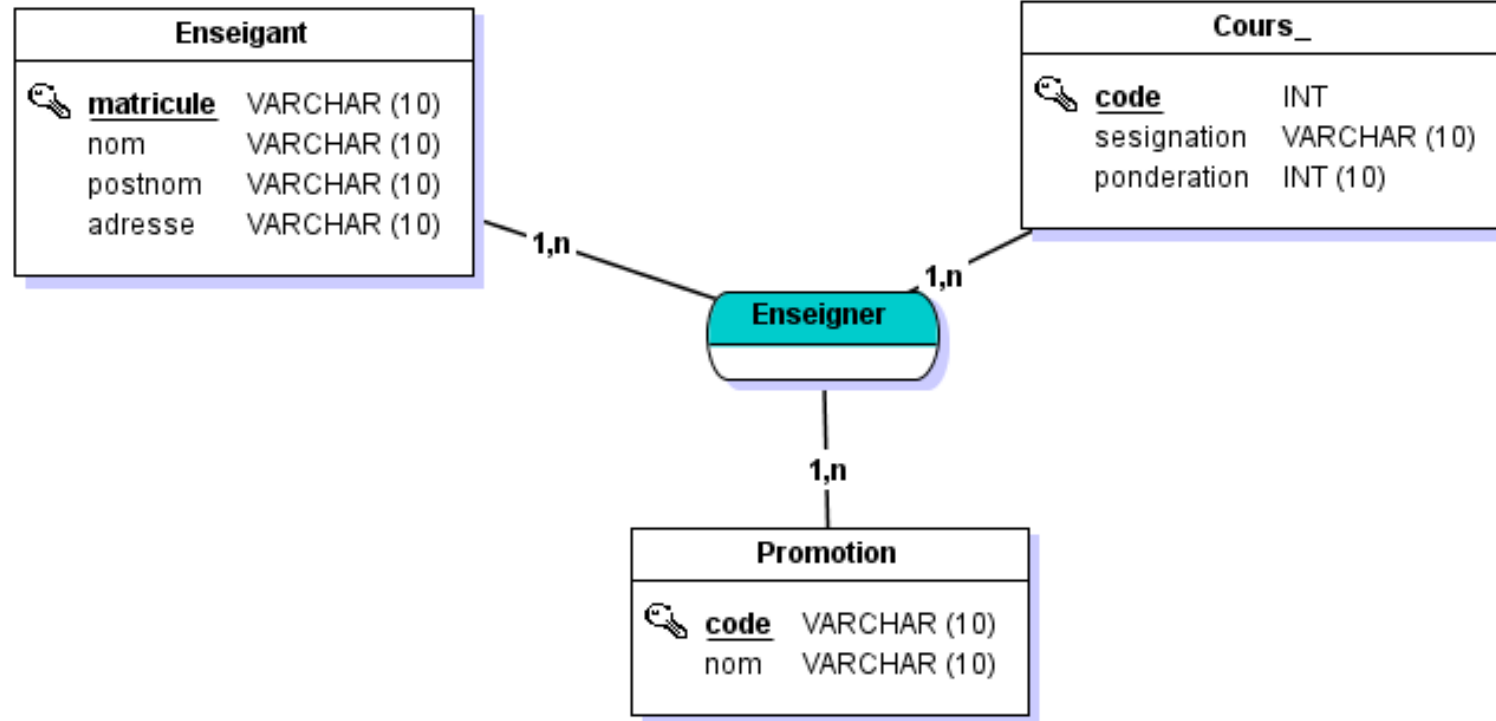 Enseigant
matricule VARCHAR (10)
nom VARCHAR (10)
postnom VARCHAR (10)
adresse VARCHAR (10)
Cours_
code INT
sesignation VARCHAR (10)
ponderation INT (10)
1,n
1,n
Enseigner
1,n
Promotion
code VARCHAR (10)
nom VARCHAR (10)